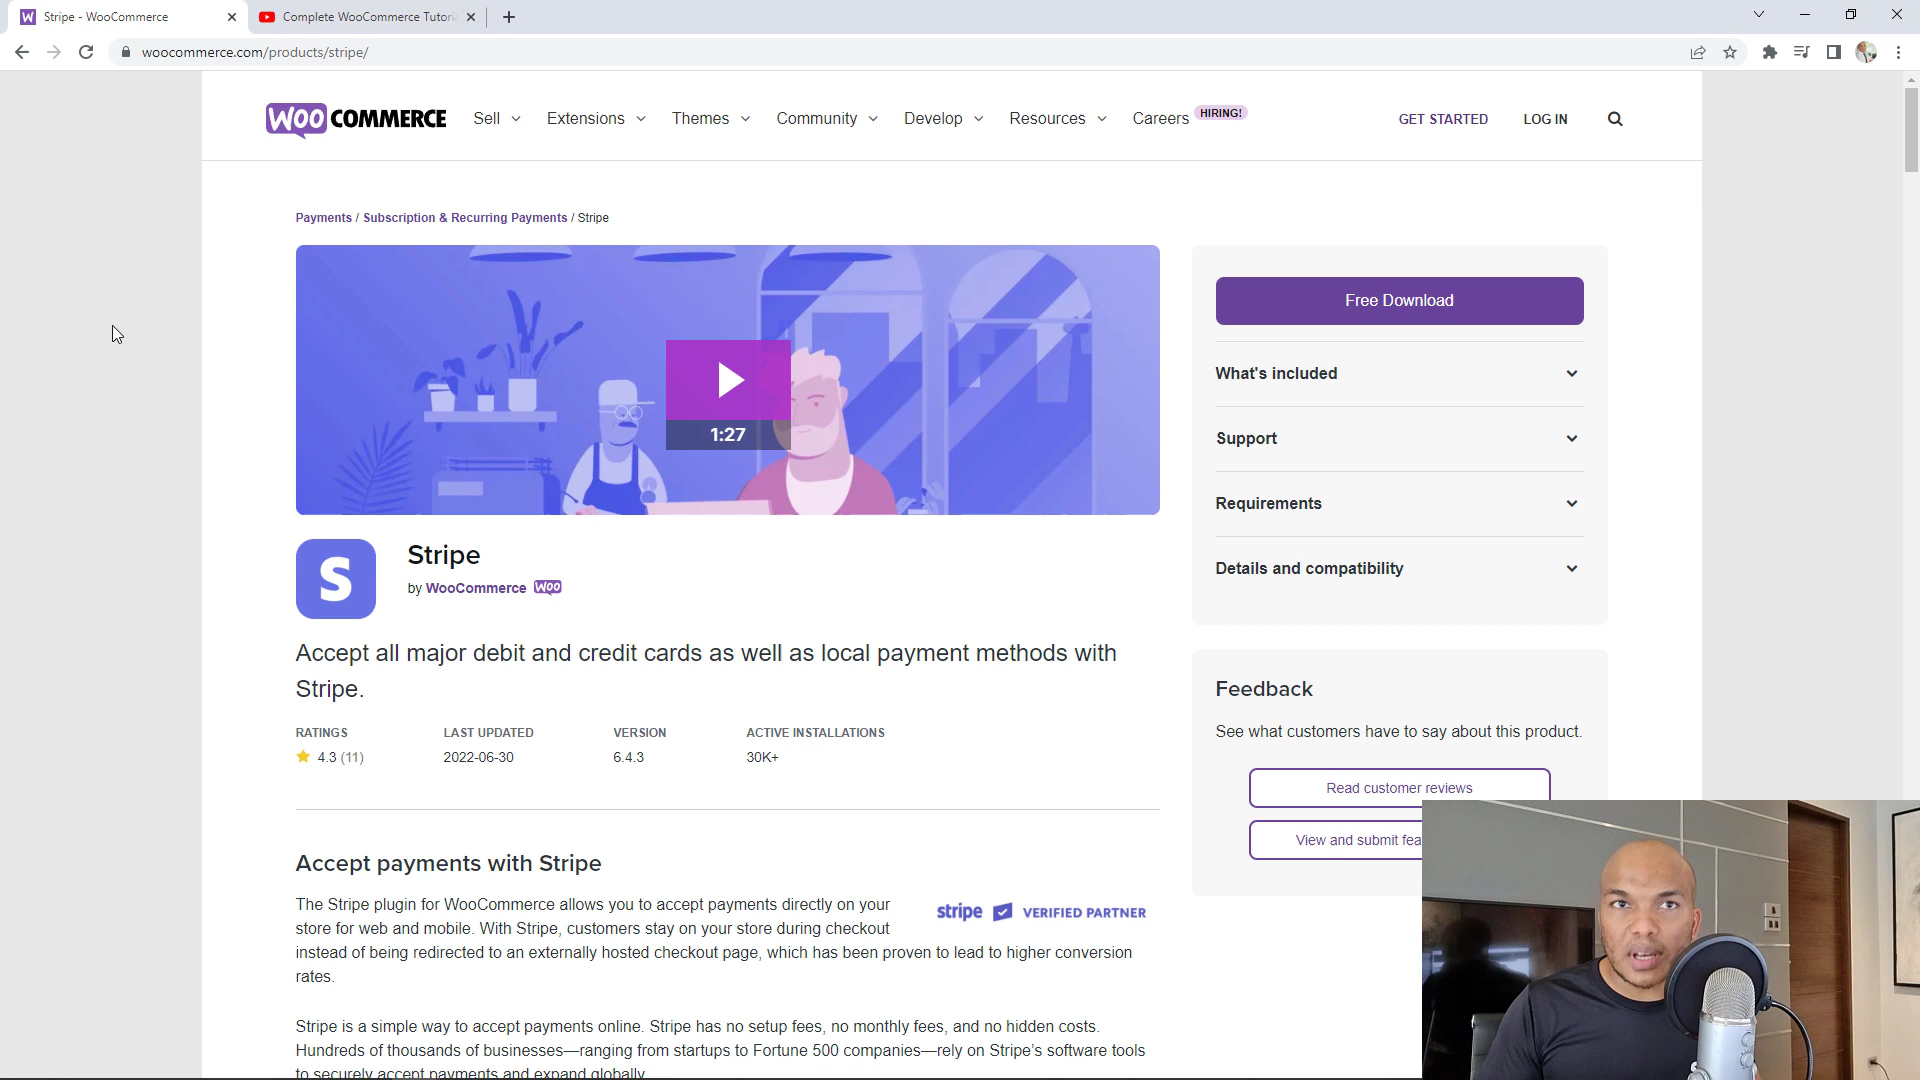 Stripe - WooCommerce
Complete WooCommerce Tutori
woocommerce.com/products/stripe/
WOO COMMERCE
Sell
Extensions
Themes
Community
Develop
Resources
Careers
HIRING!
GET STARTED
LOG IN
Payments / Subscription & Recurring Payments / Stripe
1:27
Free Download
What's included
Support
Requirements
Details and compatibility
S
Stripe
by WooCommerce WOO
Accept all major debit and credit cards as well as local payment methods with
Stripe.
RATINGS
LAST UPDATED
VERSION
ACTIVE INSTALLATIONS
4.3 (11)
2022-06-30
6.4.3
30K+
Feedback
See what customers have to say about this product.
Read customer reviews
View and submit fea
Accept payments with Stripe
The Stripe plugin for WooCommerce allows you to accept payments directly on your
store for web and mobile. With Stripe, customers stay on your store during checkout
instead of being redirected to an externally hosted checkout page, which has been proven to lead to higher conversion
rates.
stripe VERIFIED PARTNER
Stripe is a simple way to accept payments online. Stripe has no setup fees, no monthly fees, and no hidden costs.
Hundreds of thousands of businesses—ranging from startups to Fortune 500 companies—rely on Stripe's software tools
to securely accept payments and expand globally.